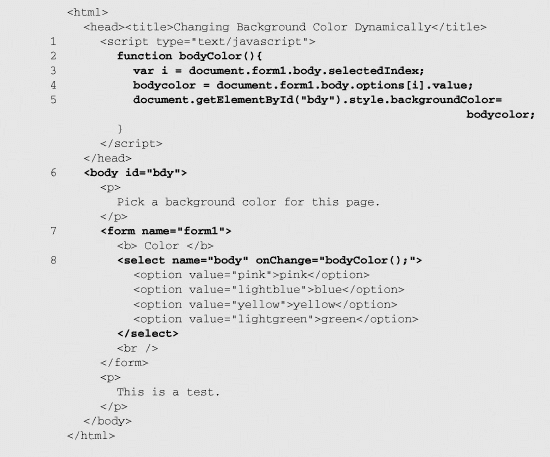 <html>
<head><title>Changing Background Color Dynamically</title>
1 <script type="text/javascript">
2 function bodyColor(){
3 var i = document.form1.body.selectedIndex;
4 bodycolor = document.form1.body.options[i].value;
5 document.getElementById("bdy").style.backgroundColor=
bodycolor;
}
</script>
</head>
6 <body id="bdy">
<p>
Pick a background color for this page.
</p>
7 <form name="form1">
<b> Color </b>
8 <select name="body" onChange="bodyColor();">
<option value="pink">pink</option>
<option value="lightblue">blue</option>
<option value="yellow">yellow</option>
<option value="lightgreen">green</option>
</select>
<br />
</form>
<p>
This is a test.
</p>
</body>
</html>